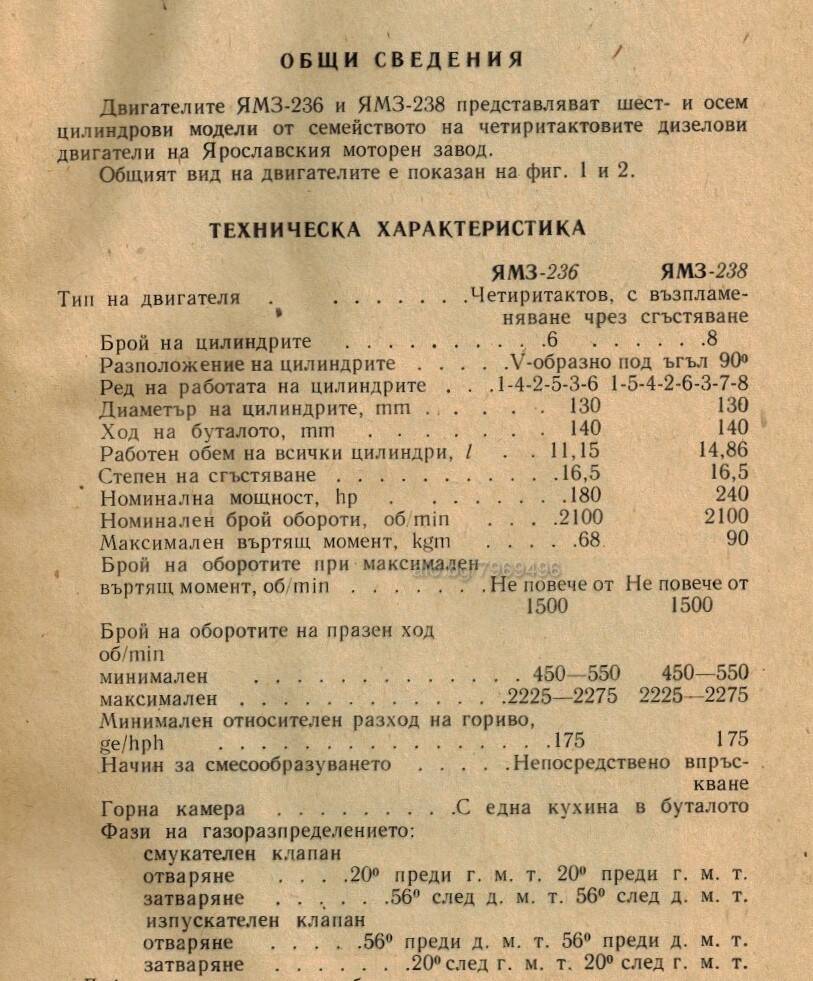 ОБЩИ СВЕДЕНИЯ
Двигателите ЯМЗ-236 и ЯМЗ-238 представляват шест- и осем
цилиндрови модели от семейството на четиритактовите дизелови
двигатели на Ярославския моторен завод.
Общият вид на двигателите е показан на фиг. 1 и 2.
ТЕХНИЧЕСКА ХАРАКТЕРИСТИКА
ЯМЗ-236 ЯМЗ-238
Тип на двигателя . . . . . . . .Четиритактов, с възпламе-
няване чрез сгъстяване
Брой на цилиндрите . . . . . . . . . .6 . . . . . .8
Разположение на цилиндрите . . . . .V-образно под ъгъл 90°
Ред на работата на цилиндрите . . .1-4-2-5-3-6 1-5-4-2-6-3-7-8
Диаметър на цилиндрите, mm . . . . . . 130 130
Ход на буталото, mm . . . . . . . 140 140
Работен обем на всички цилиндри, l . . 11,15 14,86
Степен на сгъстяване . . . . . . . . . . .16,5 16,5
Номинална мощност, hp . . . . . . . .180 240
Номинален брой обороти, об/min . . . .2100 2100
Максимален въртящ момент, kgm . . . . .68 90
Брой на оборотите при максимален
въртящ момент, об/min . . . . . . .Не повече от Не повече от
1500 1500
Брой на оборотите на празен ход
об/min
минимален . . . . . . . . . . . . . 450—550 450—550
максимален . . . . . . . . . . . . .2225—2275 2225—2275
Минимален относителен разход на гориво,
ge/hph . . . . . . . . . . . . . . . .175 175
Начин за смесообразуването . . . . .Непосредствено впръс-
кване
Горна камера . . . . . . . . .С една кухина в буталото
Фази на газоразпределението:
смукателен клапан
отваряне . . . .20° преди г. м. т. 20° преди г. м. т.
затваряне . . . . . .56° след д. м. т. 56° след д. м. т.
изпускателен клапан
отваряне . . . . .56° преди д. м. т. 56° преди д. м. т.
затваряне . . . . . . .20° след г. м. т. 20° след г. м. т.